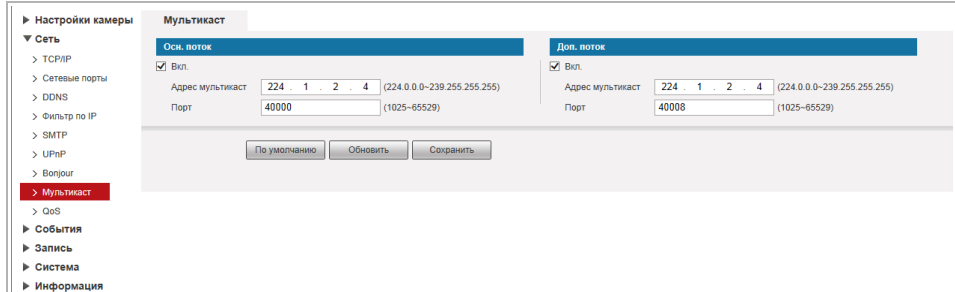 Настройки камеры
Сеть
TCP/IP
Сетевые порты
DDNS
Фильтр по IP
SMTP
UPnP
Bonjour
Мультикаст
QoS
События
Запись
Система
Информация
Мультикаст
Осн. поток
Вкл.
Адрес мультикаст 224 . 1 . 2 . 4 (224.0.0.0~239.255.255.255)
Порт 40000 (1025~65529)
Доп. поток
Вкл.
Адрес мультикаст 224 . 1 . 2 . 4 (224.0.0.0~239.255.255.255)
Порт 40008 (1025~65529)
По умолчанию Обновить Сохранить